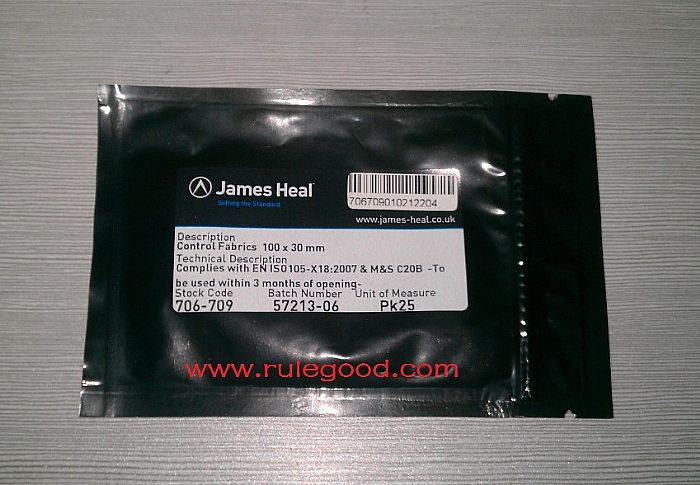 James Heal
Setting the Standard
706709010212204
www.james-heal.co.uk
Description
Control Fabrics 100 x 30 mm
Technical Description
Complies with EN ISO105-X18:2007 & M&S C20B -To
be used within 3 months of opening-
Stock Code Batch Number Unit of Measure
706-709 57213-06 Pk25
www.rulegood.com